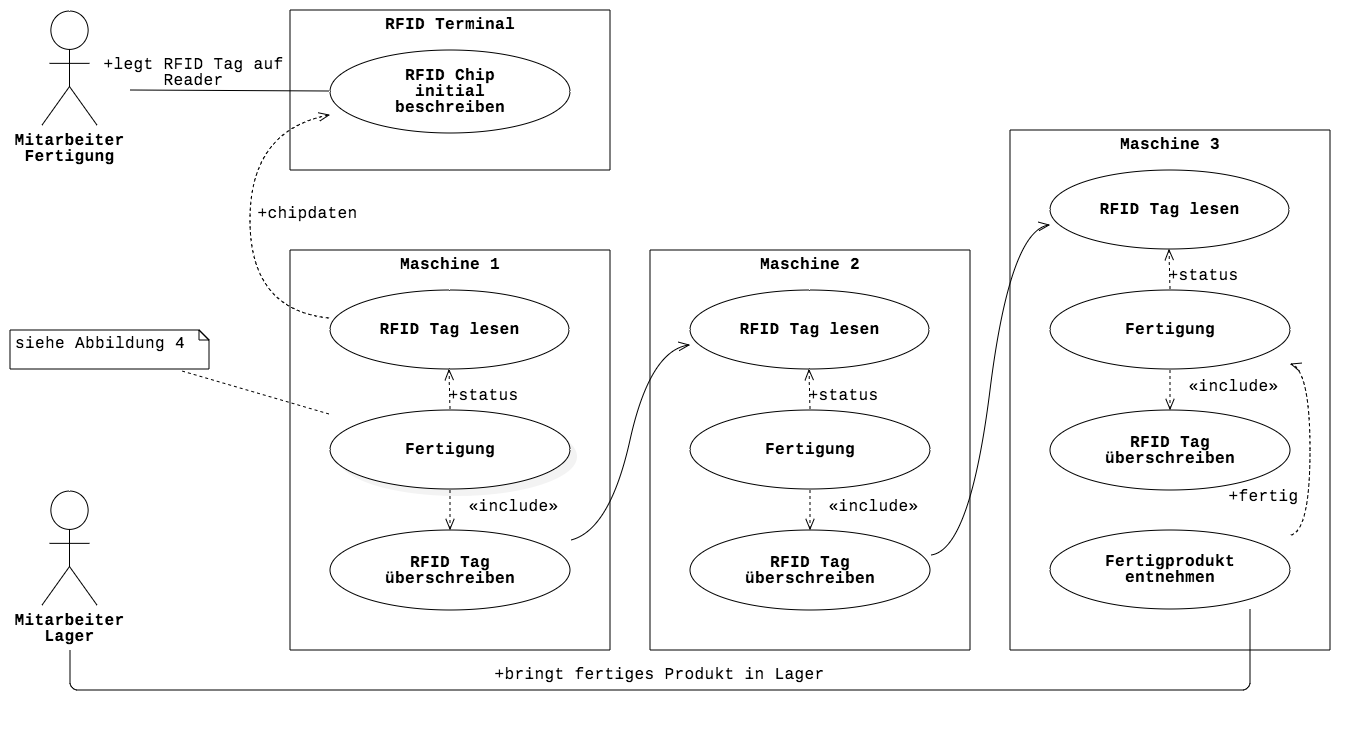 RFID Terminal
+legt RFID Tag auf
Reader
RFID Chip
initial
beschreiben
Mitarbeiter
Fertigung
+chipdaten
Maschine 1
RFID Tag lesen
+status
siehe Abbildung 4
Fertigung
«include»
RFID Tag
überschreiben
Maschine 2
RFID Tag lesen
+status
Fertigung
«include»
RFID Tag
überschreiben
Maschine 3
RFID Tag lesen
+status
Fertigung
«include»
RFID Tag
überschreiben
+fertig
Fertigprodukt
entnehmen
Mitarbeiter
Lager
+bringt fertiges Produkt in Lager